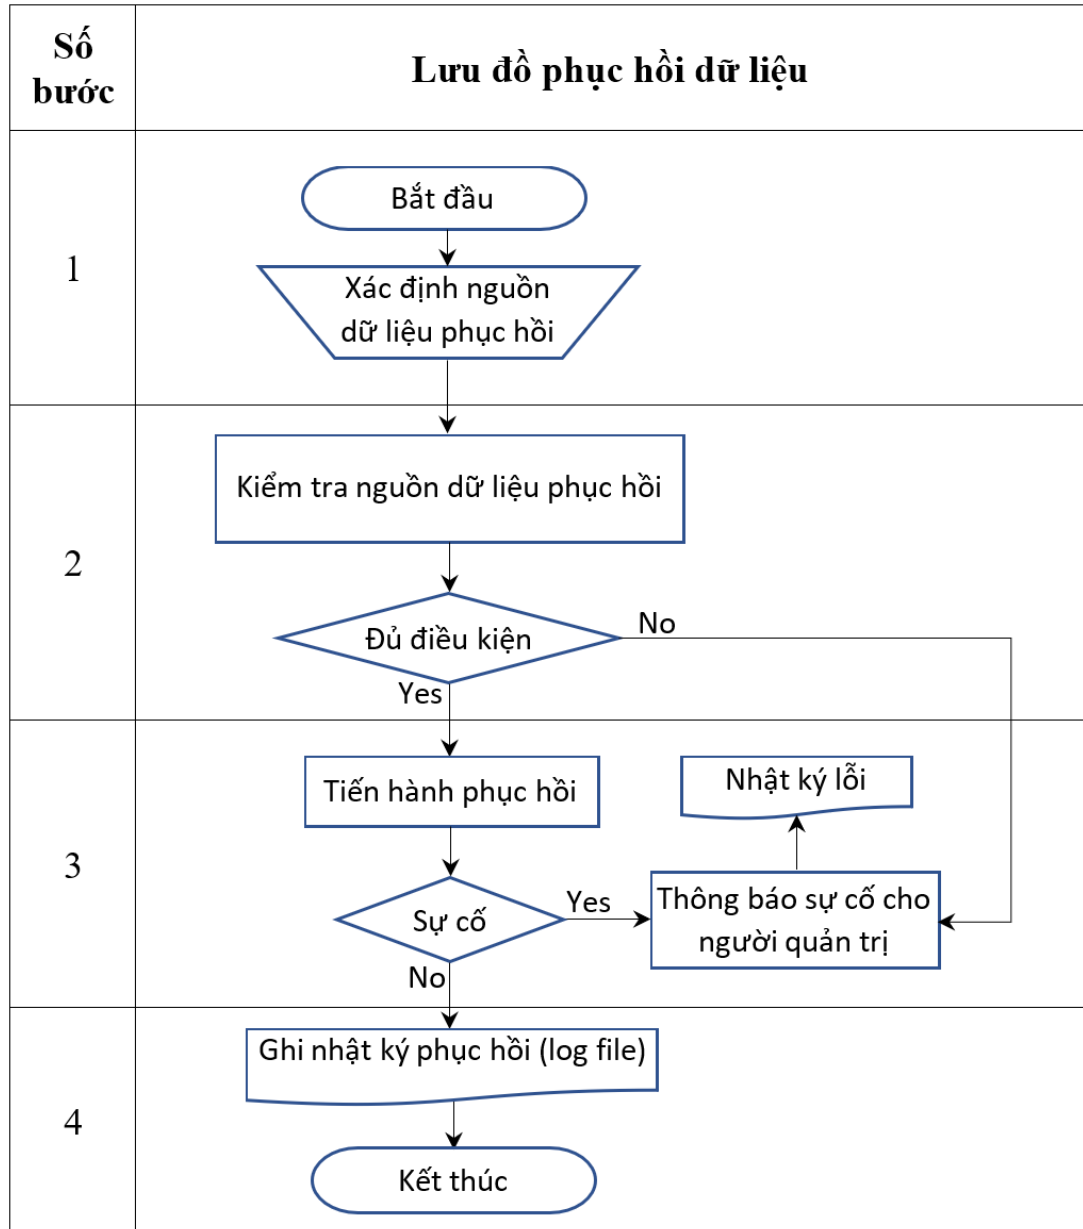 Số
bước
Lưu đồ phục hồi dữ liệu
1
Bắt đầu
Xác định nguồn
dữ liệu phục hồi
2
Kiểm tra nguồn dữ liệu phục hồi
Đủ điều kiện
No
Yes
3
Tiến hành phục hồi
Nhật ký lỗi
Sự cố
Yes
Thông báo sự cố cho
người quản trị
No
4
Ghi nhật ký phục hồi (log file)
Kết thúc